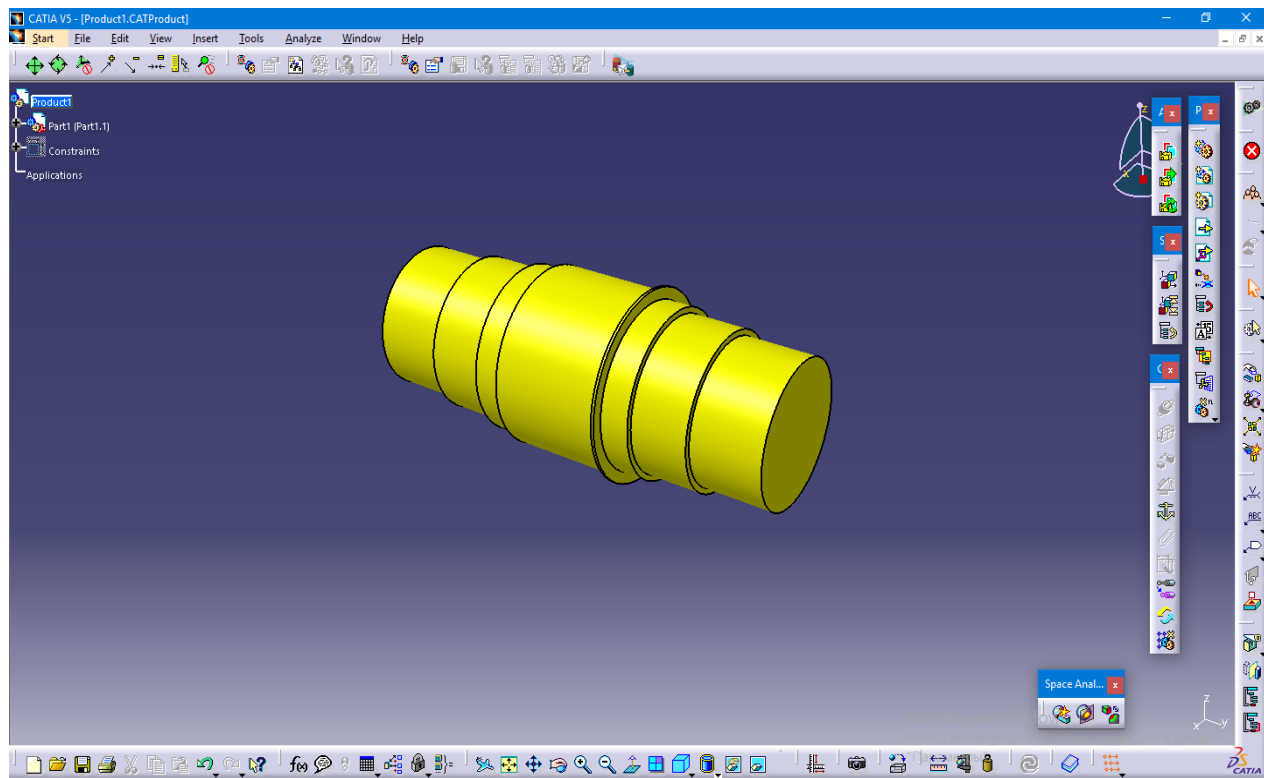 CATIA V5 - [Product1.CATProduct]
Start File Edit View Insert Tools Analyze Window Help
Product1
Part1 (Part1.1)
Constraints
Applications
z
x
A
P
S
C
ABC
Space Anal...
z
x y
f(x)
CATIA